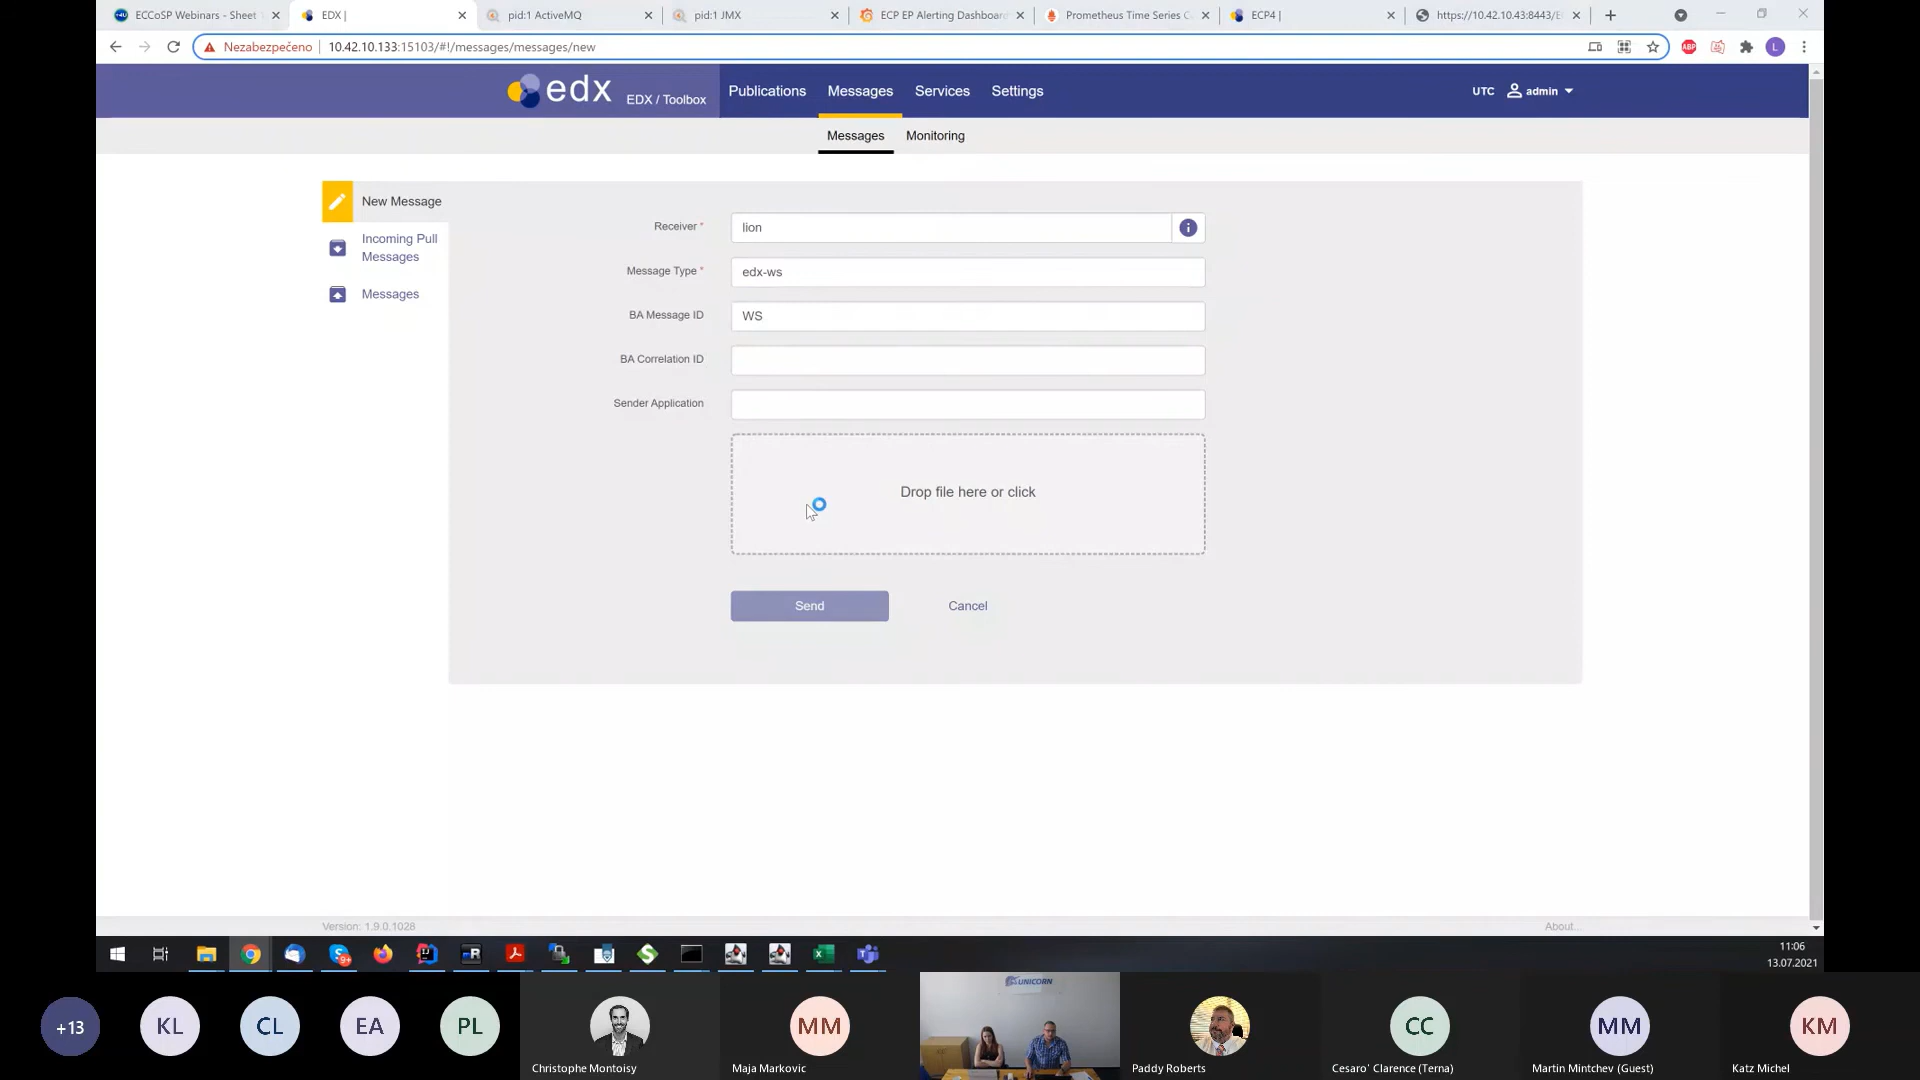 ECCoSP Webinars - Sheet
EDX |
pid:1 ActiveMQ
pid:1 JMX
ECP EP Alerting Dashboard
Prometheus Time Series C
ECP4 |
https://10.42.10.43:8443/E
Nezabezpečeno
10.42.10.133:15103/#!/messages/messages/new
ABP
L
edx
EDX / Toolbox
Publications
Messages
Services
Settings
UTC
admin
Messages
Monitoring
New Message
Incoming Pull
Messages
Messages
Receiver *
lion
Message Type *
edx-ws
BA Message ID
WS
BA Correlation ID
Sender Application
Drop file here or click
Send
Cancel
Version: 1.9.0.1028
About...
11:06
13.07.2021
+13
KL
CL
EA
PL
Christophe Montoisy
MM
Maja Markovic
UNICORN
Paddy Roberts
CC
Cesaro' Clarence (Terna)
MM
Martin Mintchev (Guest)
KM
Katz Michel